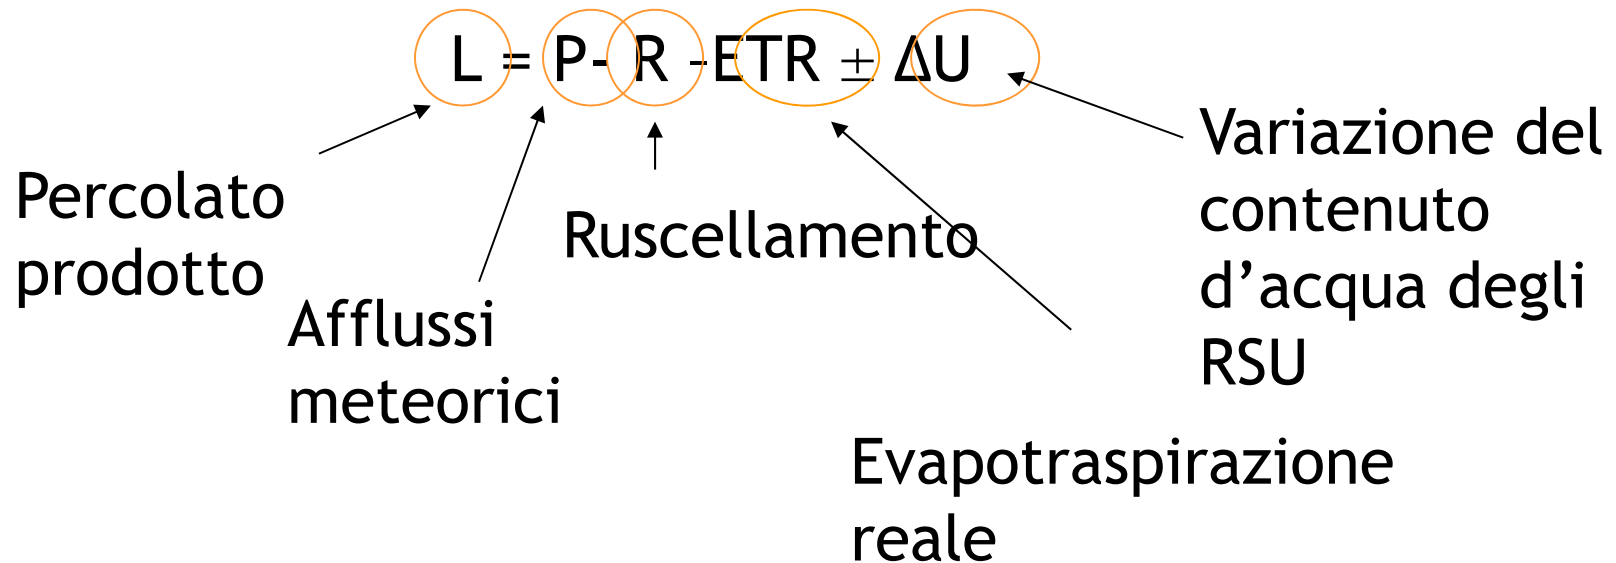 L = P- R -ETR ± ΔU
Percolato
prodotto
Afflussi
meteorici
Ruscellamento
Variazione del
contenuto
d’acqua degli
RSU
Evapotraspirazione
reale